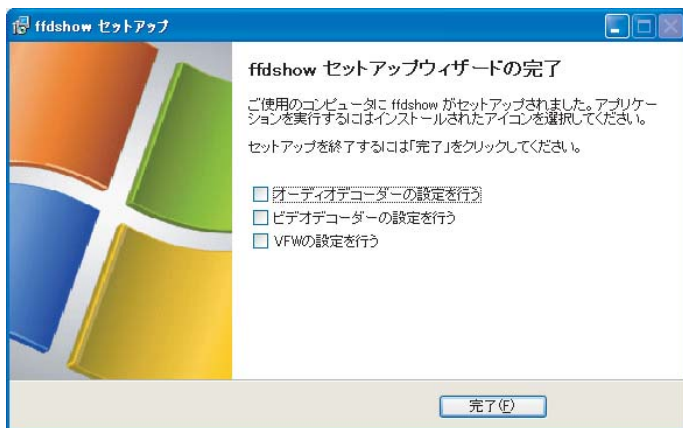 ffdshow セットアップ
ffdshow セットアップウィザードの完了
ご使用のコンピュータに ffdshow がセットアップされました。アプリケー
ションを実行するにはインストールされたアイコンを選択してください。
セットアップを終了するには「完了」をクリックしてください。
オーディオデコーダーの設定を行う
ビデオデコーダーの設定を行う
VFWの設定を行う
完了(F)